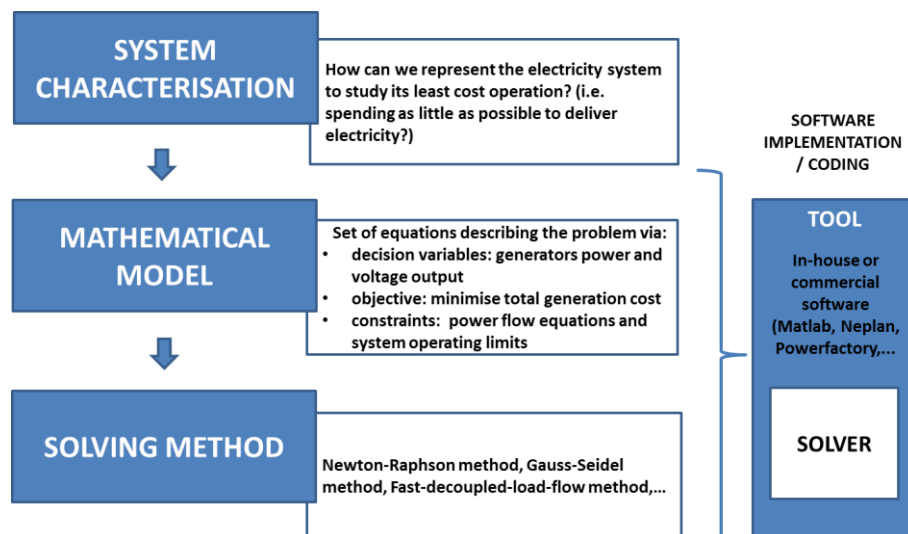 SYSTEM
CHARACTERISATION
How can we represent the electricity system
to study its least cost operation? (i.e.
spending as little as possible to deliver
electricity?)
MATHEMATICAL
MODEL
Set of equations describing the problem via:
• decision variables: generators power and
voltage output
• objective: minimise total generation cost
• constraints: power flow equations and
system operating limits
SOLVING METHOD
Newton-Raphson method, Gauss-Seidel
method, Fast-decoupled-load-flow method,...
SOFTWARE
IMPLEMENTATION
/ CODING
TOOL
In-house or
commercial
software
(Matlab, Neplan,
Powerfactory,...
SOLVER